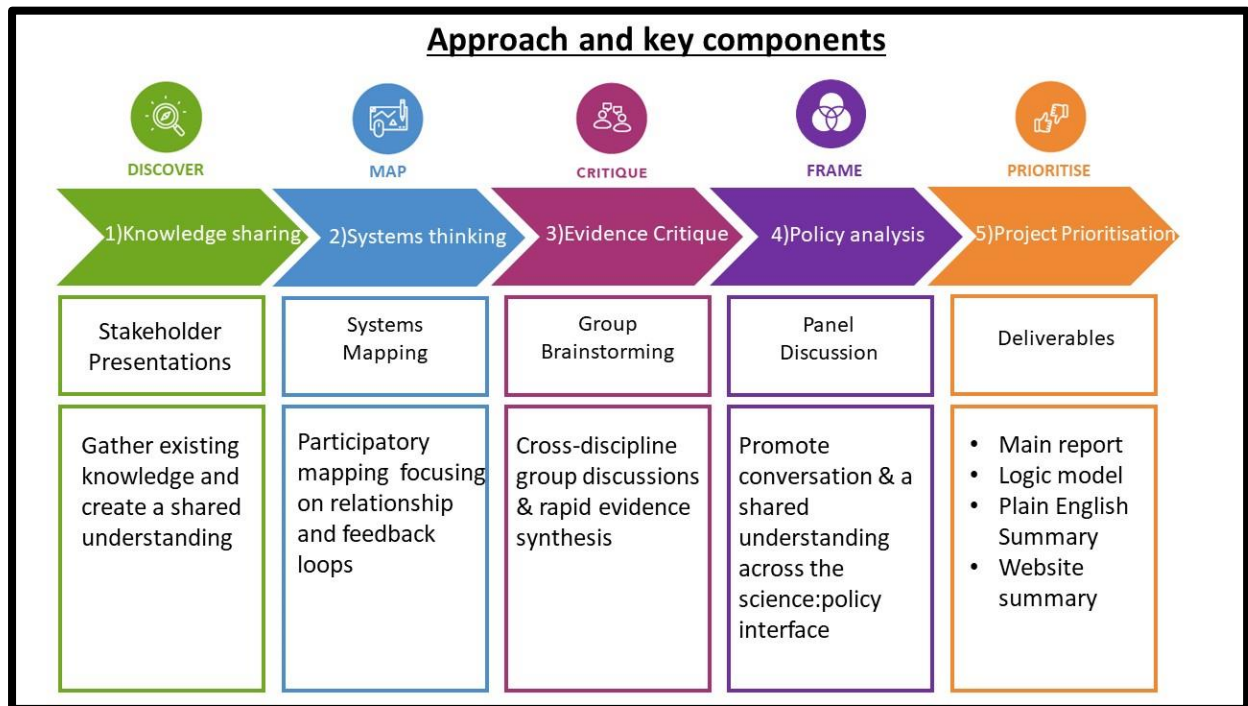 Approach and key components
DISCOVER
MAP
CRITIQUE
FRAME
PRIORITISE
1)Knowledge sharing
2)Systems thinking
3)Evidence Critique
4)Policy analysis
5)Project Prioritisation
Stakeholder
Presentations
Systems
Mapping
Group
Brainstorming
Panel
Discussion
Deliverables
Gather existing
knowledge and
create a shared
understanding
Participatory
mapping focusing
on relationship
and feedback
loops
Cross-discipline
group discussions
& rapid evidence
synthesis
Promote
conversation & a
shared
understanding
across the
science:policy
interface
• Main report
• Logic model
• Plain English
Summary
• Website
summary